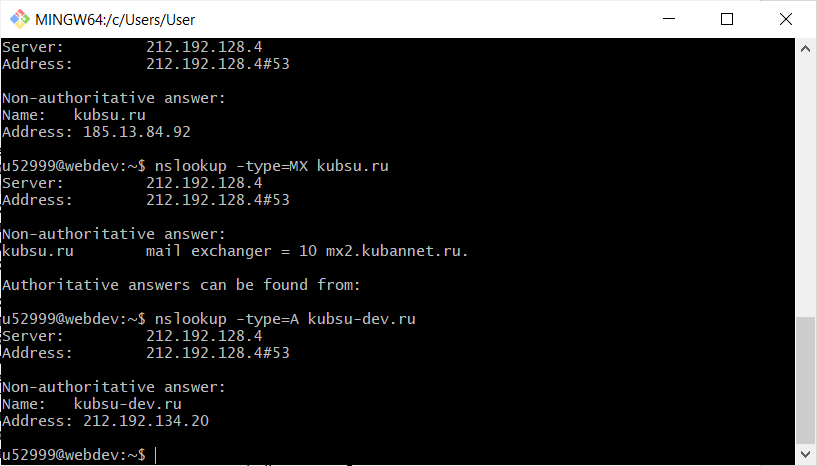 MINGW64:/c/Users/User
Server:         212.192.128.4
Address:        212.192.128.4#53

Non-authoritative answer:
Name:   kubsu.ru
Address: 185.13.84.92

u52999@webdev:~$ nslookup -type=MX kubsu.ru
Server:         212.192.128.4
Address:        212.192.128.4#53

Non-authoritative answer:
kubsu.ru        mail exchanger = 10 mx2.kubannet.ru.

Authoritative answers can be found from:

u52999@webdev:~$ nslookup -type=A kubsu-dev.ru
Server:         212.192.128.4
Address:        212.192.128.4#53

Non-authoritative answer:
Name:   kubsu-dev.ru
Address: 212.192.134.20

u52999@webdev:~$